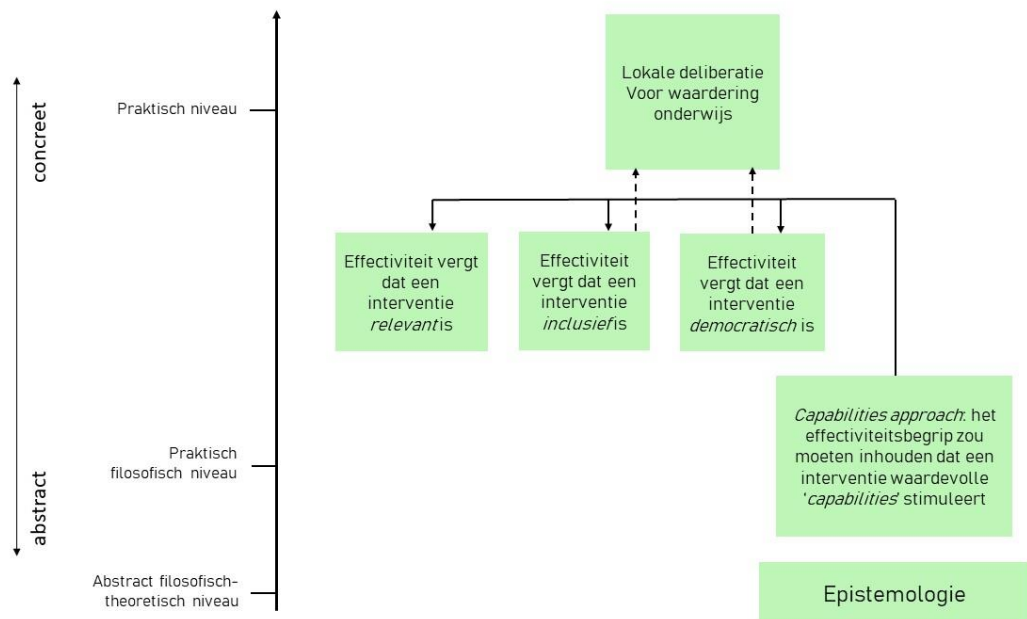 concreet
abstract
Praktisch niveau
Praktisch
filosofisch niveau
Abstract filosofisch-
theoretisch niveau
Lokale deliberatie
Voor waardering
onderwijs
Effectiviteit vergt
dat een
interventie
relevant is
Effectiviteit
vergt dat een
interventie
inclusief is
Effectiviteit
vergt dat een
interventie
democratisch is
Capabilities approach: het
effectiviteitsbegrip zou
moeten inhouden dat een
interventie waardevolle
‘capabilities’ stimuleert
Epistemologie